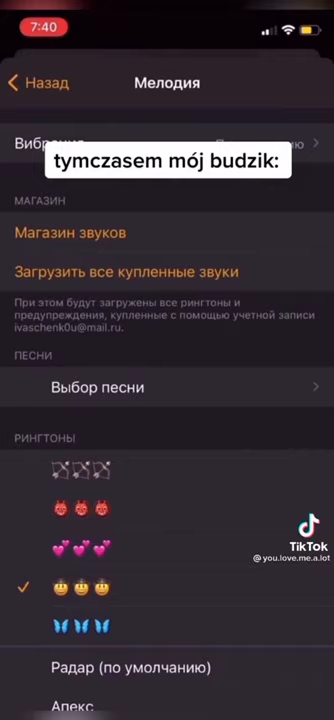 7:40
Назад
Мелодия
tymczasem mój budzik:
МАГАЗИН
Магазин звуков
Загрузить все купленные звуки
При этом будут загружены все рингтоны и
предупреждения, купленные с помощью учетной записи
ivaschenk0u@mail.ru.
ПЕСНИ
Выбор песни
РИНГТОНЫ
🏹🏹🏹
👹👹👹
💕💕💕
TikTok
@you.love.me.a.lot
🤠🤠🤠
🦋🦋🦋
Радар (по умолчанию)
Апекс